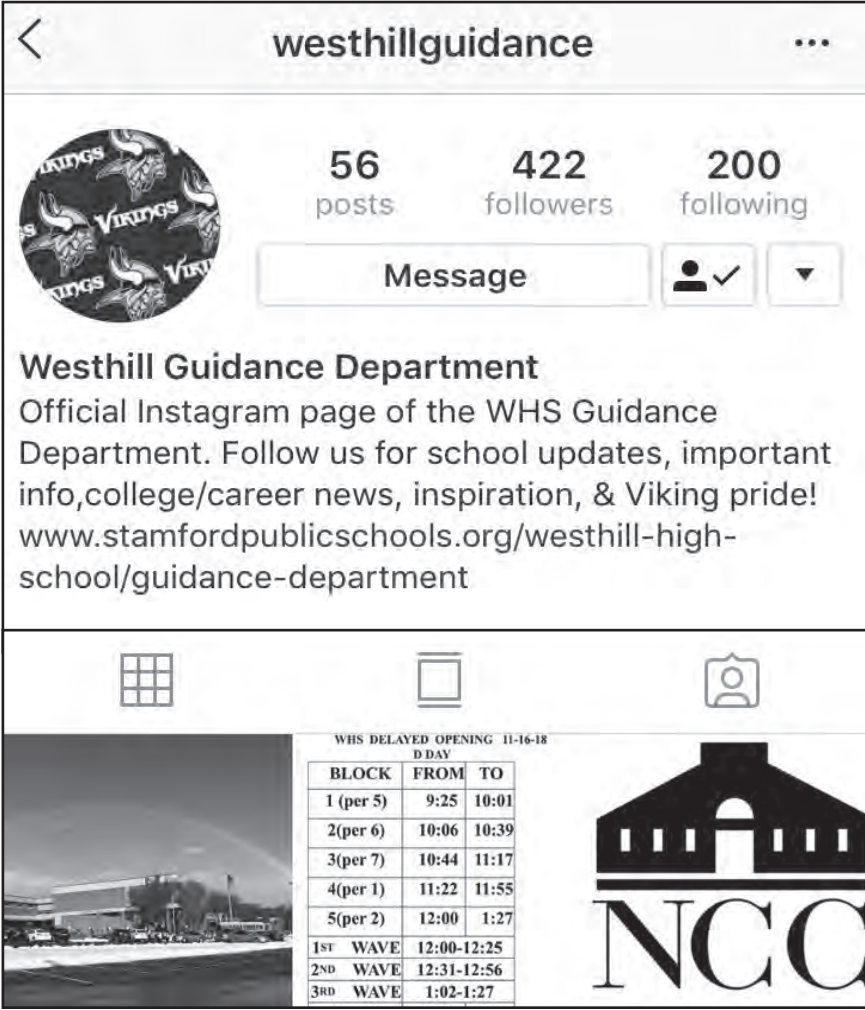 westhillguidance
56 422 200
posts followers following
VIKINGS
VIKINGS
VIKINGS
Message
Westhill Guidance Department
Official Instagram page of the WHS Guidance
Department. Follow us for school updates, important
info,college/career news, inspiration, & Viking pride!
www.stamfordpublicschools.org/westhill-high-
school/guidance-department
WHS DELAYED OPENING 11-16-18
D DAY
BLOCK FROM TO
1 (per 5) 9:25 10:01
2(per 6) 10:06 10:39
3(per 7) 10:44 11:17
4(per 1) 11:22 11:55
5(per 2) 12:00 1:27
1ST WAVE 12:00-12:25
2ND WAVE 12:31-12:56
3RD WAVE 1:02-1:27
NCC